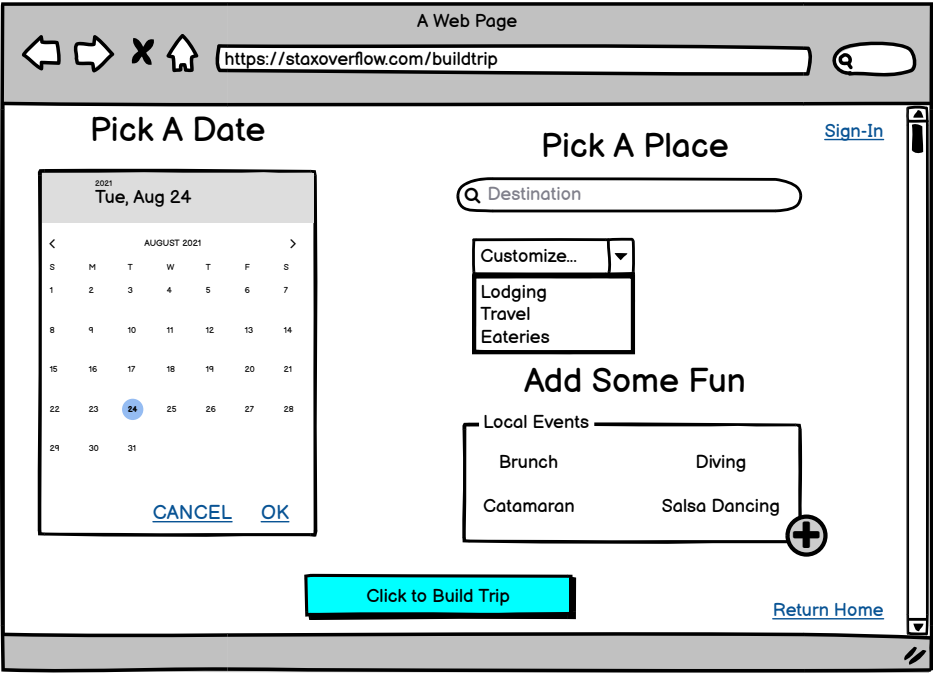 A Web Page
https://staxoverflow.com/buildtrip
Pick A Date
2021
Tue, Aug 24
AUGUST 2021
S M T W T F S
1 2 3 4 5 6 7
8 9 10 11 12 13 14
15 16 17 18 19 20 21
22 23 24 25 26 27 28
29 30 31
CANCEL OK
Sign-In
Pick A Place
Destination
Customize...
Lodging
Travel
Eateries
Add Some Fun
Local Events
Brunch Diving
Catamaran Salsa Dancing
Click to Build Trip
Return Home